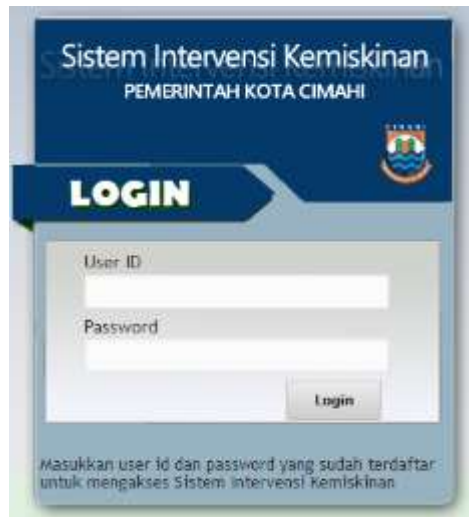 Sistem Intervensi Kemiskinan
PEMERINTAH KOTA CIMAHI
CIMAHI
LOGIN
User ID
Password
Login
Masukkan user id dan password yang sudah terdaftar
untuk mengakses Sistem Intervensi Kemiskinan